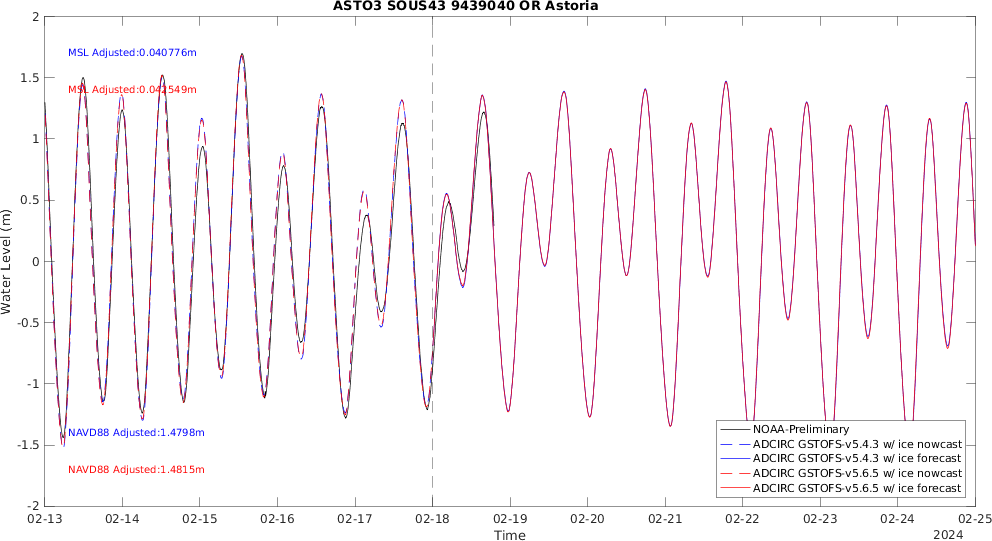 ASTO3 SOUS43 9439040 OR Astoria
2
1.5
1
0.5
0
-0.5
-1
-1.5
-2
Water Level (m)
MSL Adjusted:0.040776m
MSL Adjusted:0.042549m
NAVD88 Adjusted:1.4798m
NAVD88 Adjusted:1.4815m
NOAA-Preliminary
ADCIRC GSTOFS-v5.4.3 w/ ice nowcast
ADCIRC GSTOFS-v5.4.3 w/ ice forecast
ADCIRC GSTOFS-v5.6.5 w/ ice nowcast
ADCIRC GSTOFS-v5.6.5 w/ ice forecast
02-13 02-14 02-15 02-16 02-17 02-18 02-19 02-20 02-21 02-22 02-23 02-24 02-25
Time
2024